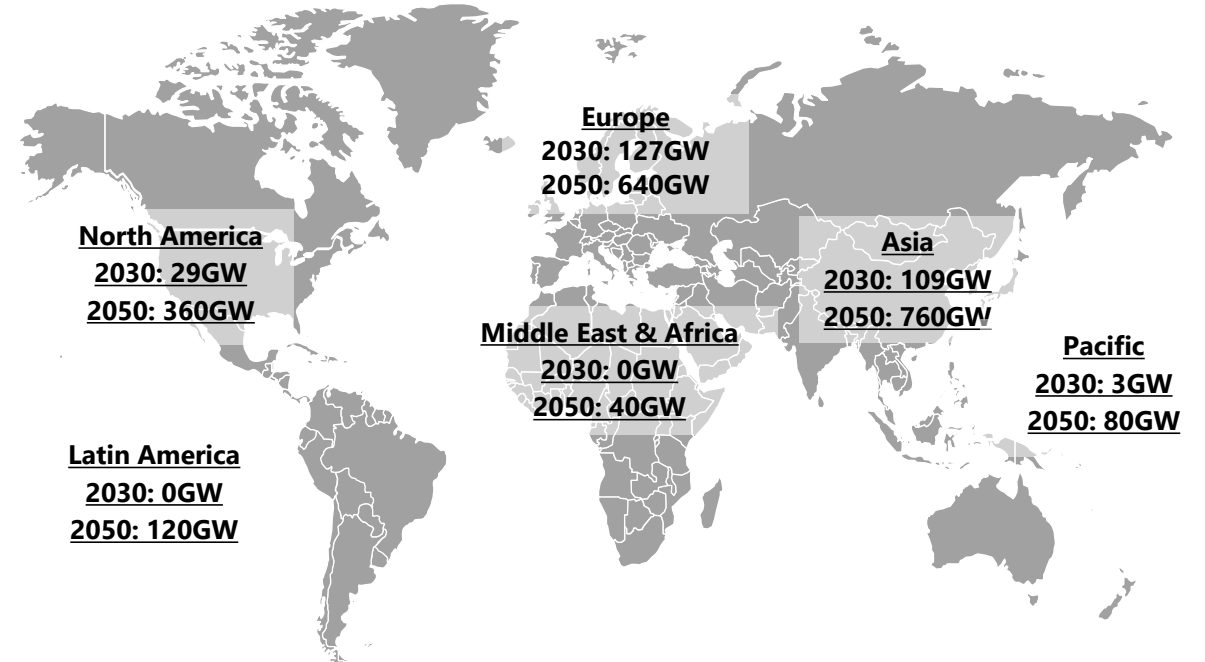 Europe
2030: 127GW
2050: 640GW
North America
2030: 29GW
2050: 360GW
Asia
2030: 109GW
2050: 760GW
Middle East & Africa
2030: 0GW
2050: 40GW
Pacific
2030: 3GW
2050: 80GW
Latin America
2030: 0GW
2050: 120GW